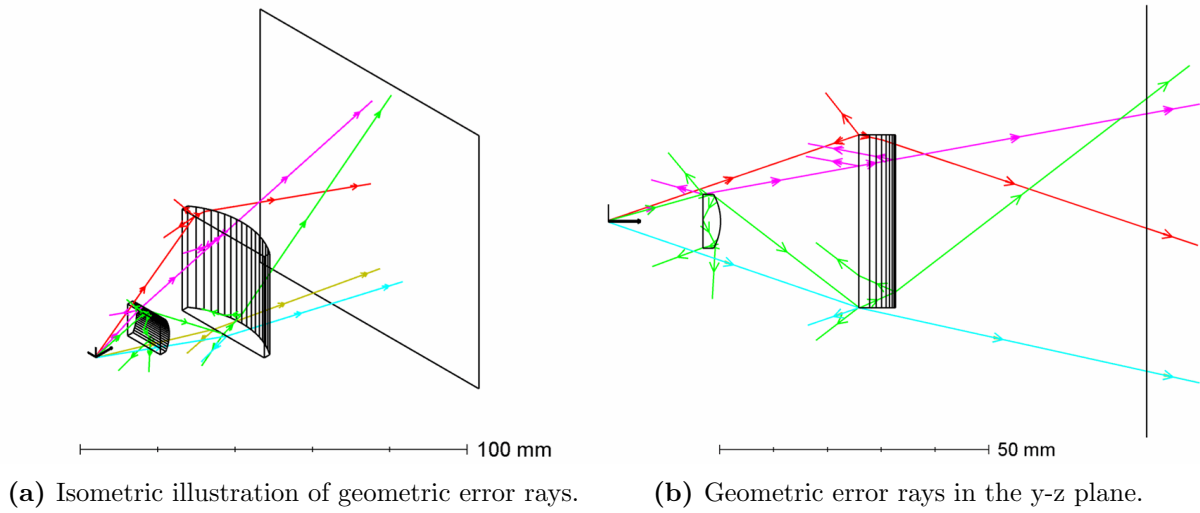 100 mm
50 mm
(a) Isometric illustration of geometric error rays.
(b) Geometric error rays in the y-z plane.